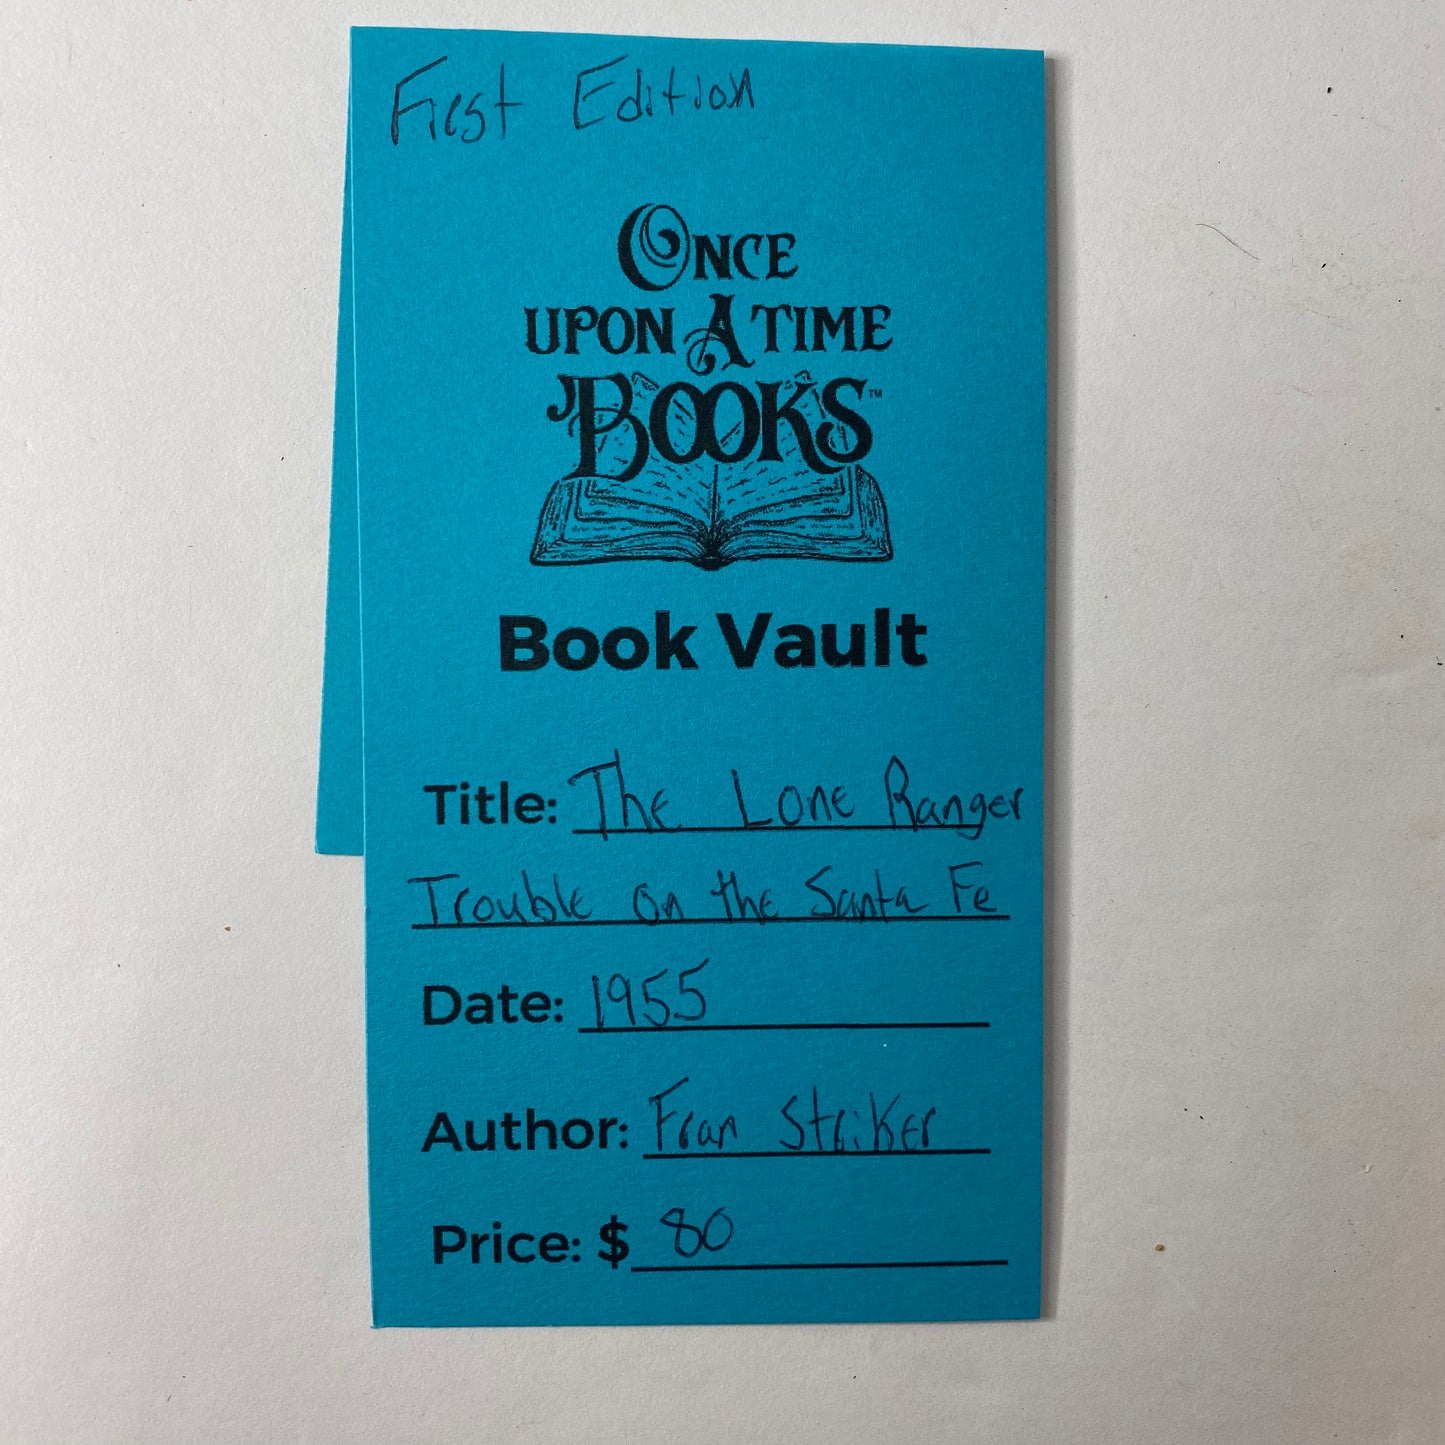 First Edition
ONCE
UPON A TIME
BOOKS™
Book Vault
Title: The Lone Ranger
Trouble on the Santa Fe
Date: 1955
Author: Fran Striker
Price: $ 80